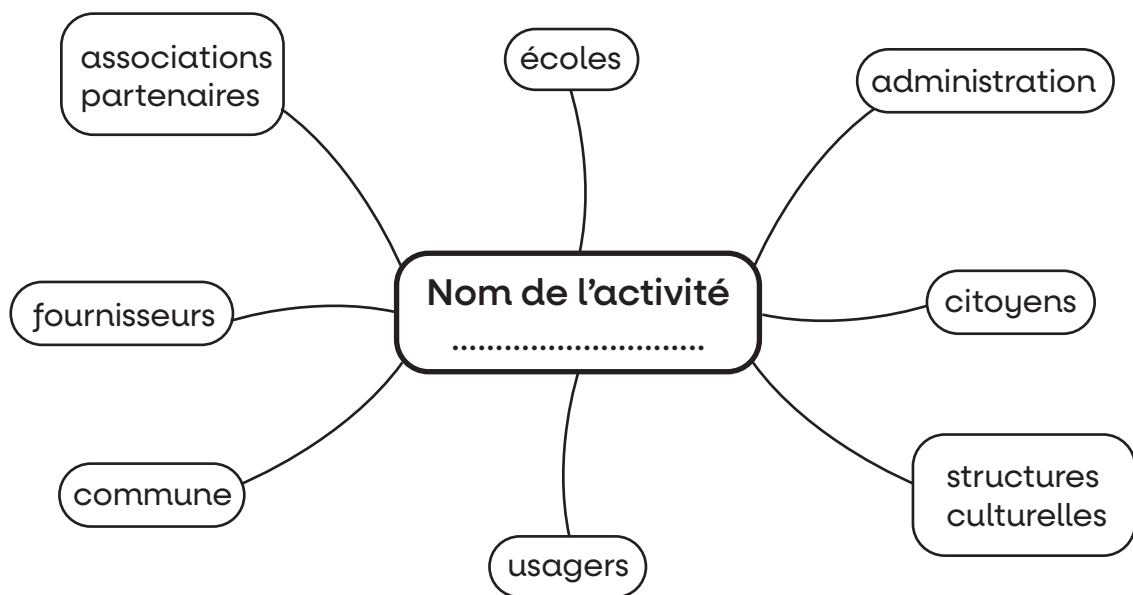 associations
partenaires
écoles
administration
Nom de l’activité
.............................
fournisseurs
citoyens
commune
structures
culturelles
usagers